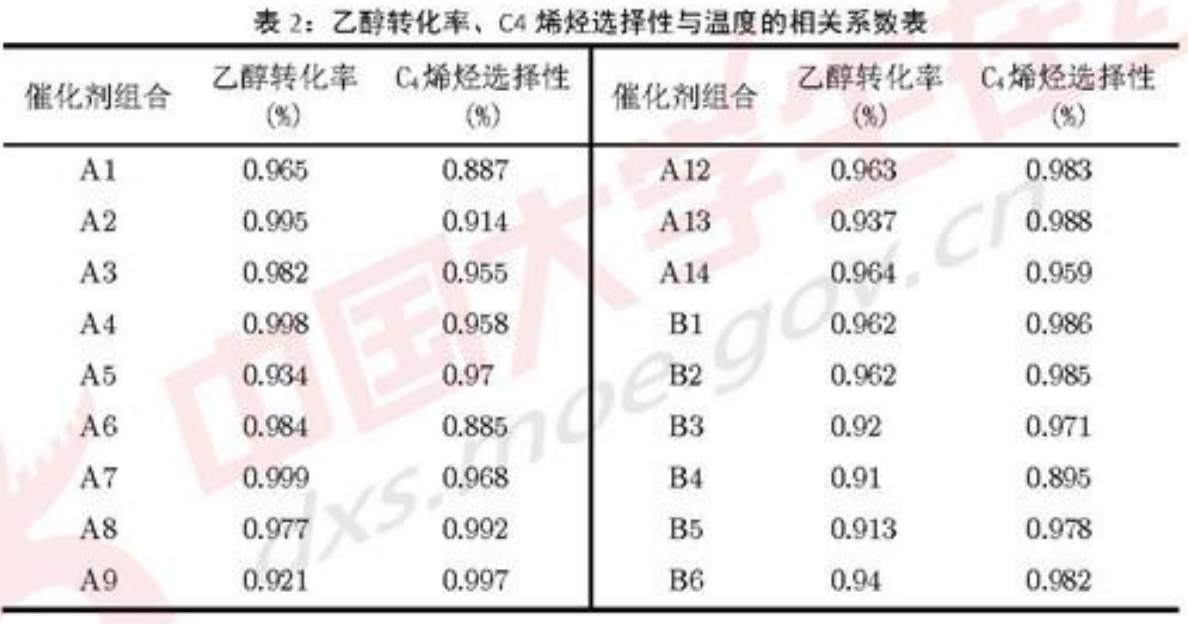 表 2：乙醇转化率、C4 烯烃选择性与温度的相关系数表
催化剂组合 乙醇转化率 (%) C₄烯烃选择性 (%) 催化剂组合 乙醇转化率 (%) C₄烯烃选择性 (%)
A1 0.965 0.887 A12 0.963 0.983
A2 0.995 0.914 A13 0.937 0.988
A3 0.982 0.955 A14 0.964 0.959
A4 0.998 0.958 B1 0.962 0.986
A5 0.934 0.97 B2 0.962 0.985
A6 0.984 0.885 B3 0.92 0.971
A7 0.999 0.968 B4 0.91 0.895
A8 0.977 0.992 B5 0.913 0.978
A9 0.921 0.997 B6 0.94 0.982
中国大学生在
dxs.moe.gov.cn